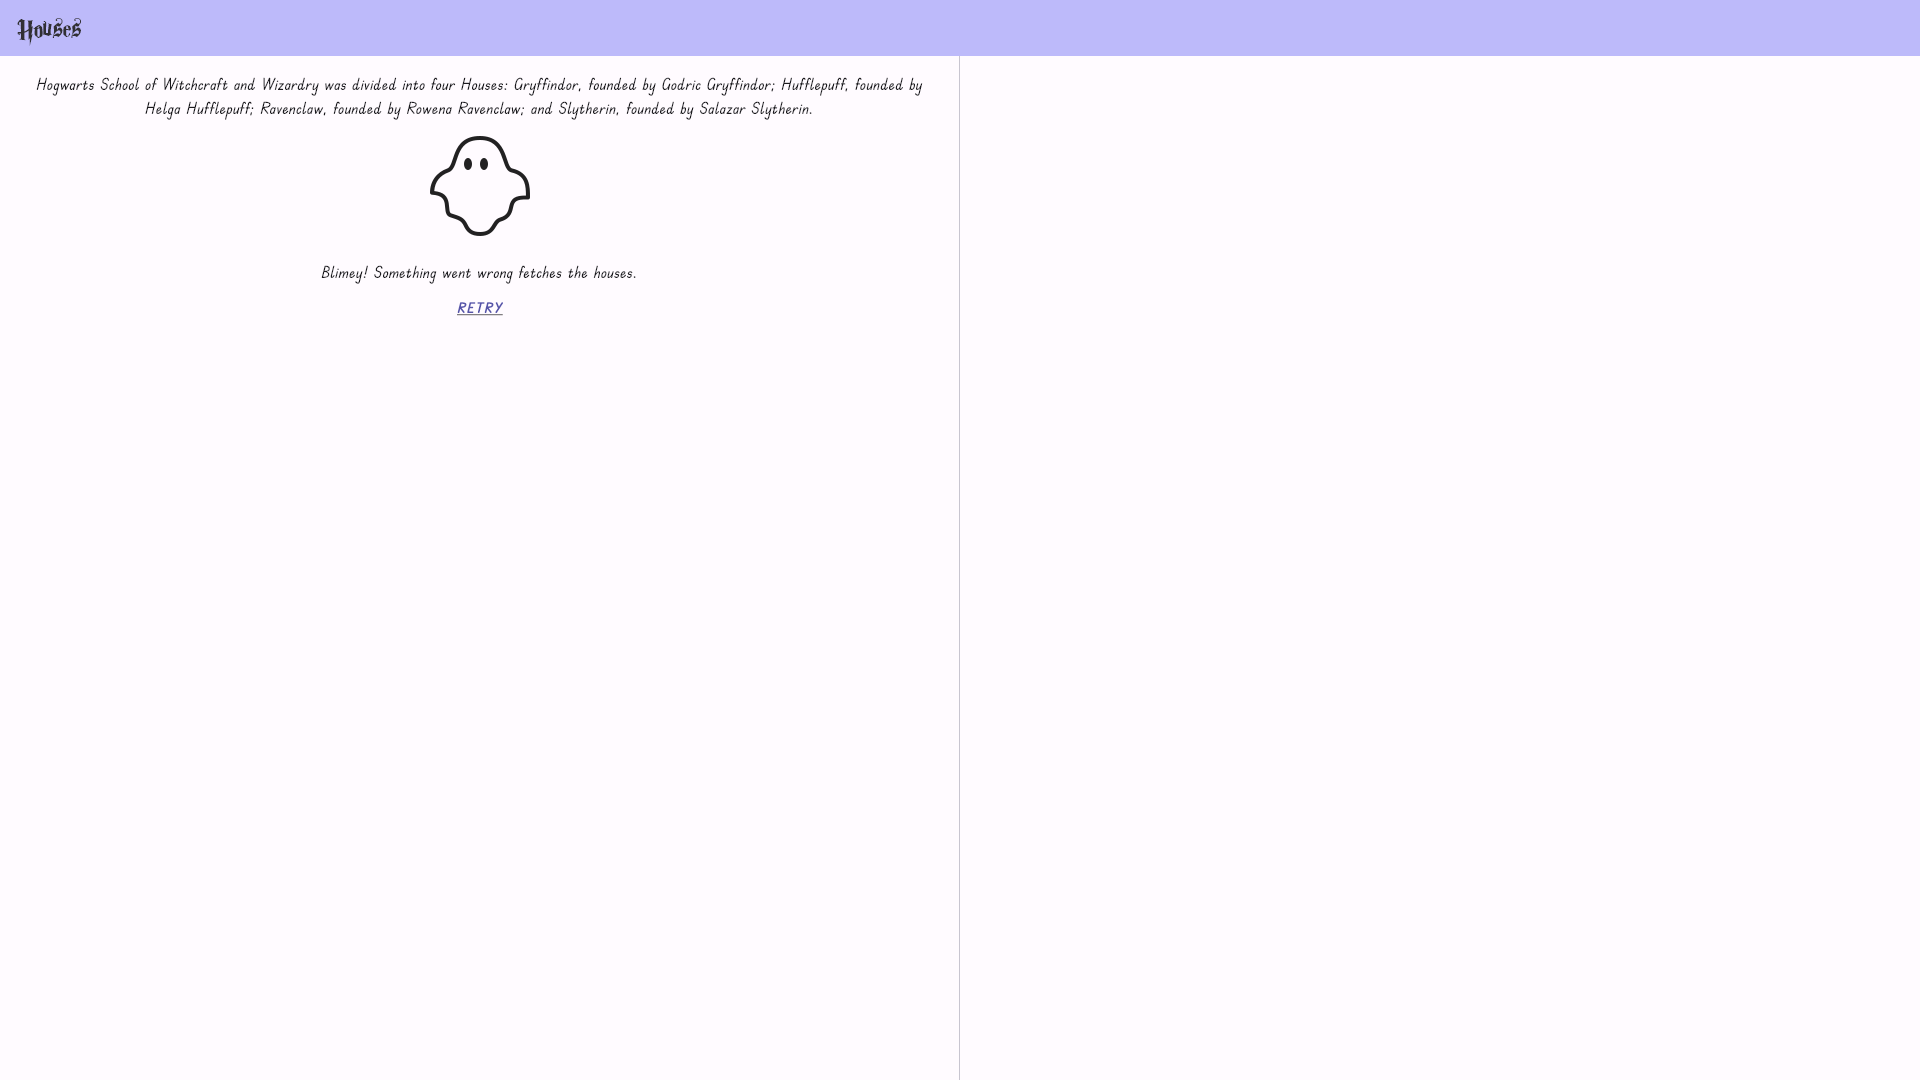 Houses
Hogwarts School of Witchcraft and Wizardry was divided into four Houses: Gryffindor, founded by Godric Gryffindor; Hufflepuff, founded by
Helga Hufflepuff; Ravenclaw, founded by Rowena Ravenclaw; and Slytherin, founded by Salazar Slytherin.
Blimey! Something went wrong fetches the houses.
RETRY